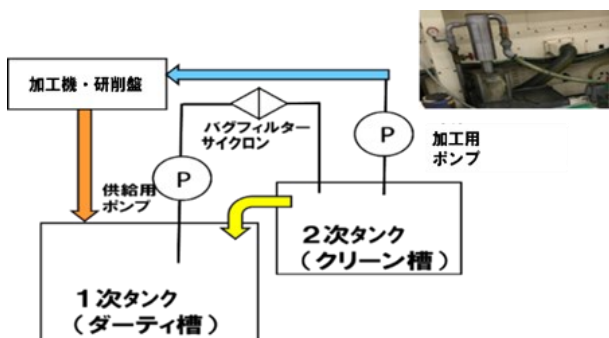 加工機・研削盤
バグフィルター
サイクロン
P
加工用
ポンプ
供給用
ポンプ
P
2次タンク
（クリーン槽）
1次タンク
（ダーティ槽）